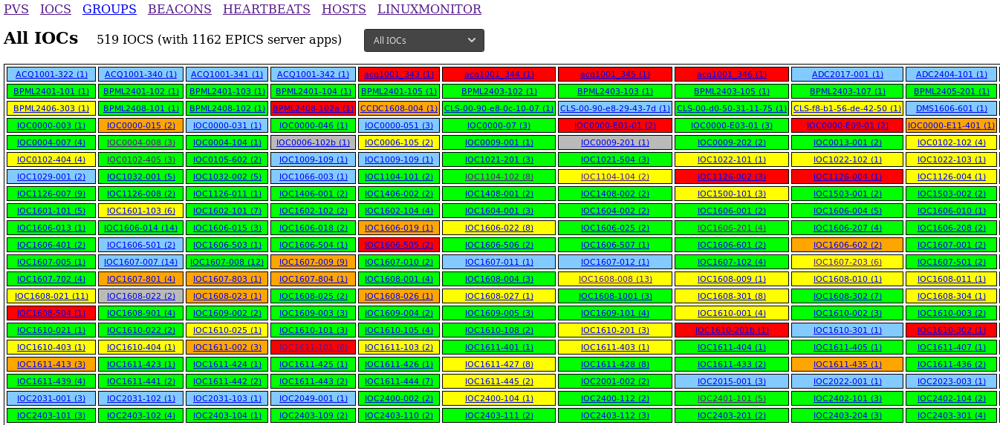 PVS IOCS GROUPS BEACONS HEARTBEATS HOSTS LINUXMONITOR
All IOCs 519 IOCS (with 1162 EPICS server apps) All IOCs
ACQ1001-322 (1) ACQ1001-340 (1) ACQ1001-341 (1) ACQ1001-342 (1) acq1001_343 (1) acq1001_344 (1) acq1001_345 (1) acq1001_346 (1) ADC2017-001 (1) ADC2404-101 (1)
BPML2401-101 (1) BPML2401-102 (1) BPML2401-103 (1) BPML2401-104 (1) BPML2401-105 (1) BPML2403-102 (1) BPML2403-103 (1) BPML2403-105 (1) BPML2403-107 (1) BPML2405-201 (1)
BPML2406-303 (1) BPML2408-101 (1) BPML2408-102 (1) BPML2408-102a (1) CCDC1608-004 (1) CLS-00-90-e8-0c-10-07 (1) CLS-00-90-e8-29-43-7d (1) CLS-00-d0-50-31-11-75 (1) CLS-f8-b1-56-de-42-50 (1) DMS1606-601 (1)
IOC0000-003 (1) IOC0000-015 (2) IOC0000-031 (1) IOC0000-046 (1) IOC0000-051 (3) IOC0000-07 (3) IOC0000-E01-01 (2) IOC0000-E03-01 (3) IOC0000-E09-01 (2) IOC0000-E11-401 (1)
IOC0004-007 (4) IOC0004-008 (3) IOC0004-104 (1) IOC0006-102b (1) IOC0006-105 (2) IOC0009-001 (1) IOC0009-201 (1) IOC0009-202 (2) IOC0013-001 (2) IOC0102-102 (4)
IOC0102-404 (4) IOC0102-405 (3) IOC0105-602 (2) IOC1009-109 (1) IOC1009-109 (1) IOC1021-201 (3) IOC1021-504 (3) IOC1022-101 (1) IOC1022-102 (1) IOC1022-103 (1)
IOC1029-001 (2) IOC1032-001 (5) IOC1032-002 (5) IOC1066-003 (1) IOC1104-101 (2) IOC1104-102 (8) IOC1104-104 (2) IOC1126-002 (3) IOC1126-004 (1) IOC1126-004 (1)
IOC1126-007 (9) IOC1126-008 (2) IOC1126-011 (1) IOC1406-001 (2) IOC1406-002 (2) IOC1408-001 (2) IOC1408-002 (2) IOC1500-101 (3) IOC1503-001 (2) IOC1503-002 (2)
IOC1601-101 (5) IOC1601-103 (6) IOC1602-101 (7) IOC1602-102 (2) IOC1602-104 (4) IOC1604-001 (3) IOC1604-002 (2) IOC1606-001 (2) IOC1606-004 (5) IOC1606-010 (1)
IOC1606-013 (1) IOC1606-014 (14) IOC1606-015 (3) IOC1606-018 (2) IOC1606-019 (1) IOC1606-022 (8) IOC1606-025 (2) IOC1606-201 (4) IOC1606-207 (4) IOC1606-208 (2)
IOC1606-401 (2) IOC1606-501 (2) IOC1606-503 (1) IOC1606-504 (1) IOC1606-505 (2) IOC1606-506 (2) IOC1606-507 (1) IOC1606-601 (2) IOC1606-602 (2) IOC1607-001 (2)
IOC1607-005 (1) IOC1607-007 (14) IOC1607-008 (12) IOC1607-009 (9) IOC1607-010 (2) IOC1607-011 (1) IOC1607-012 (1) IOC1607-102 (4) IOC1607-203 (6) IOC1607-501 (2)
IOC1607-702 (4) IOC1607-801 (4) IOC1607-803 (1) IOC1607-804 (1) IOC1608-001 (4) IOC1608-004 (3) IOC1608-008 (13) IOC1608-009 (1) IOC1608-010 (1) IOC1608-011 (1)
IOC1608-021 (11) IOC1608-022 (2) IOC1608-023 (1) IOC1608-025 (2) IOC1608-026 (1) IOC1608-027 (1) IOC1608-1001 (3) IOC1608-301 (8) IOC1608-302 (7) IOC1608-304 (1)
IOC1608-504 (1) IOC1608-901 (4) IOC1609-002 (2) IOC1609-003 (3) IOC1609-004 (2) IOC1609-005 (3) IOC1609-101 (4) IOC1610-001 (4) IOC1610-002 (3) IOC1610-003 (2)
IOC1610-021 (1) IOC1610-022 (2) IOC1610-025 (1) IOC1610-101 (3) IOC1610-105 (4) IOC1610-108 (2) IOC1610-201 (3) IOC1610-201b (1) IOC1610-301 (1) IOC1610-302 (1)
IOC1610-403 (1) IOC1610-404 (1) IOC1611-002 (3) IOC1611-101 (6) IOC1611-103 (2) IOC1611-401 (1) IOC1611-403 (1) IOC1611-404 (1) IOC1611-405 (1) IOC1611-407 (1)
IOC1611-413 (3) IOC1611-423 (1) IOC1611-424 (1) IOC1611-425 (1) IOC1611-426 (1) IOC1611-427 (8) IOC1611-428 (8) IOC1611-433 (2) IOC1611-435 (1) IOC1611-436 (2)
IOC1611-439 (4) IOC1611-441 (2) IOC1611-442 (2) IOC1611-443 (2) IOC1611-444 (7) IOC1611-445 (2) IOC2001-002 (2) IOC2015-001 (3) IOC2022-001 (1) IOC2023-003 (1)
IOC2031-001 (3) IOC2031-102 (1) IOC2031-103 (1) IOC2049-001 (1) IOC2400-002 (2) IOC2400-104 (1) IOC2400-112 (2) IOC2401-101 (5) IOC2402-101 (3) IOC2402-104 (2)
IOC2403-101 (3) IOC2403-102 (4) IOC2403-104 (1) IOC2403-109 (2) IOC2403-110 (2) IOC2403-111 (2) IOC2403-112 (3) IOC2403-201 (2) IOC2403-204 (3) IOC2403-301 (4)